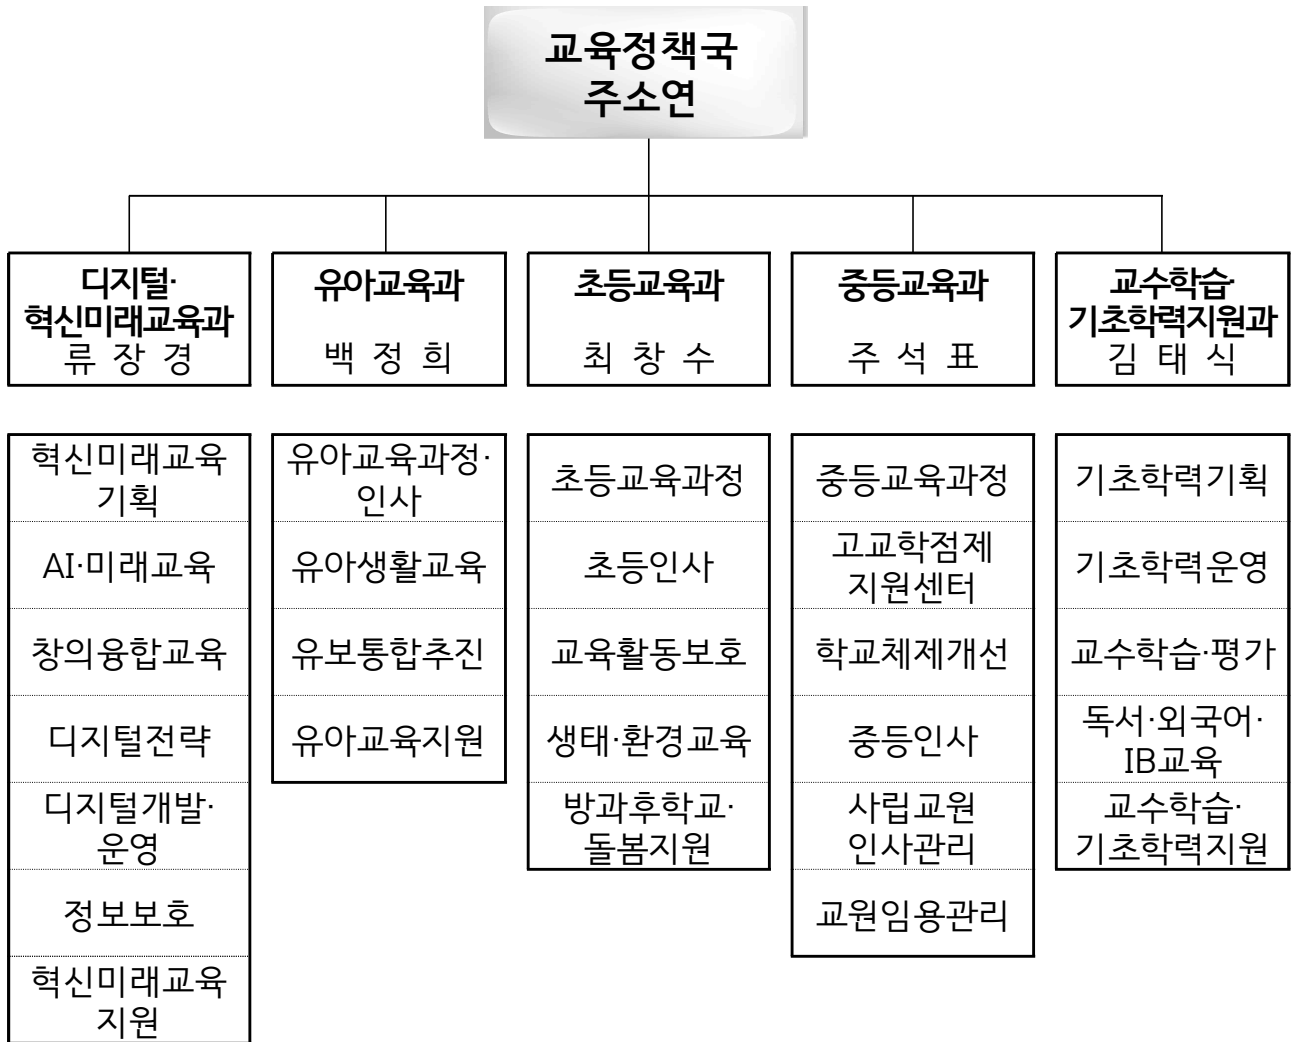 교육정책국
주소연
디지털·
혁신미래교육과
류 장 경
유아교육과
백 정 희
초등교육과
최 창 수
중등교육과
주 석 표
교수학습·
기초학력지원과
김 태 식
혁신미래교육
기획
AI·미래교육
창의융합교육
디지털전략
디지털개발·
운영
정보보호
혁신미래교육
지원
유아교육과정·
인사
유아생활교육
유보통합추진
유아교육지원
초등교육과정
초등인사
교육활동보호
생태·환경교육
방과후학교·
돌봄지원
중등교육과정
고교학점제
지원센터
학교체제개선
중등인사
사립교원
인사관리
교원임용관리
기초학력기획
기초학력운영
교수학습·평가
독서·외국어·
IB교육
교수학습·
기초학력지원